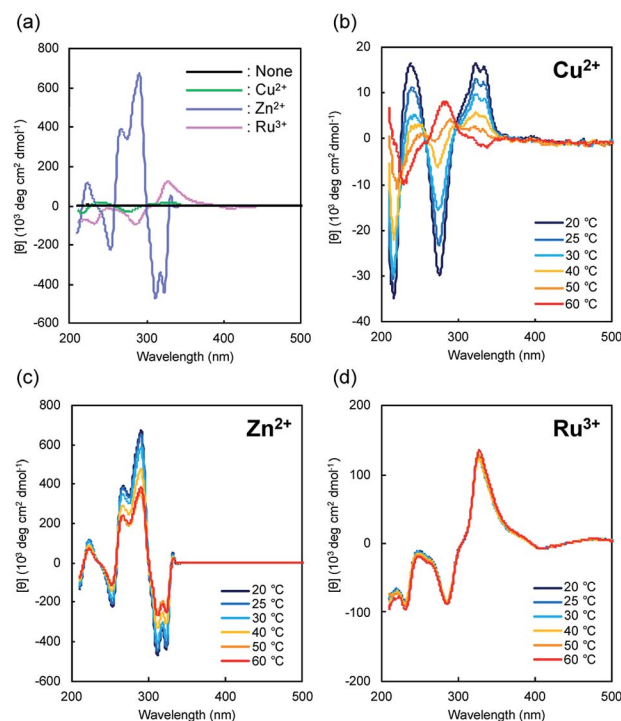 (a)
800
600
400
200
0
-200
-400
-600
200 300 400 500
[θ] (10³ deg cm² dmol⁻¹)
Wavelength (nm)
: None
: Cu²⁺
: Zn²⁺
: Ru³⁺
(b)
20
10
0
-10
-20
-30
-40
200 300 400 500
[θ] (10³ deg cm² dmol⁻¹)
Wavelength (nm)
Cu²⁺
20 ℃
25 ℃
30 ℃
40 ℃
50 ℃
60 ℃
(c)
800
600
400
200
0
-200
-400
-600
200 300 400 500
[θ] (10³ deg cm² dmol⁻¹)
Wavelength (nm)
Zn²⁺
20 ℃
25 ℃
30 ℃
40 ℃
50 ℃
60 ℃
(d)
200
100
0
-100
-200
200 300 400 500
[θ] (10³ deg cm² dmol⁻¹)
Wavelength (nm)
Ru³⁺
20 ℃
25 ℃
30 ℃
40 ℃
50 ℃
60 ℃